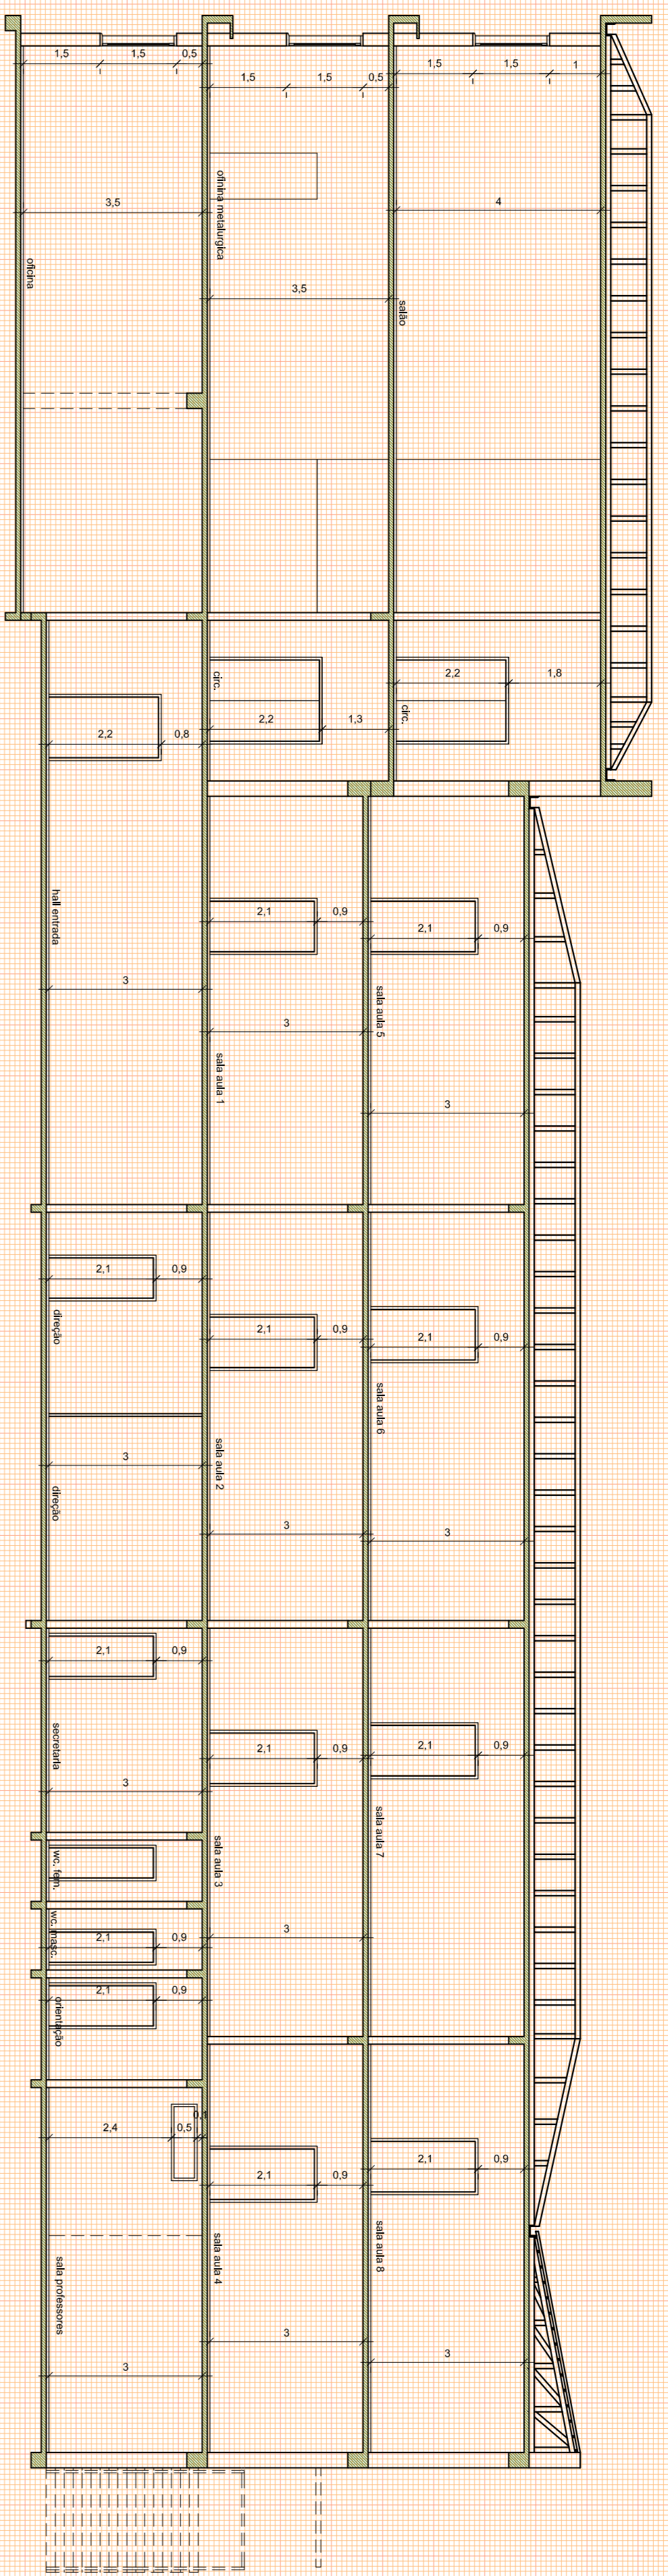 1,5
1,5
0,5
1,5
1,5
0,5
1,5
1,5
1
3,5
oficina
ofinina metalurgica
3,5
4
salão
2,2
0,8
circ.
2,2
1,3
2,2
1,8
circ.
hall entrada
3
2,1
0,9
3
sala aula 1
2,1
0,9
sala aula 5
3
2,1
0,9
direção
3
direção
2,1
0,9
sala aula 2
3
2,1
0,9
sala aula 6
3
2,1
0,9
secretaria
3
wc. fem.
wc. masc.
2,1
0,9
2,1
0,9
orientação
2,1
0,9
sala aula 3
3
2,1
0,9
sala aula 7
2,4
0,5
0,1
sala professores
3
2,1
0,9
sala aula 4
3
2,1
0,9
sala aula 8
3